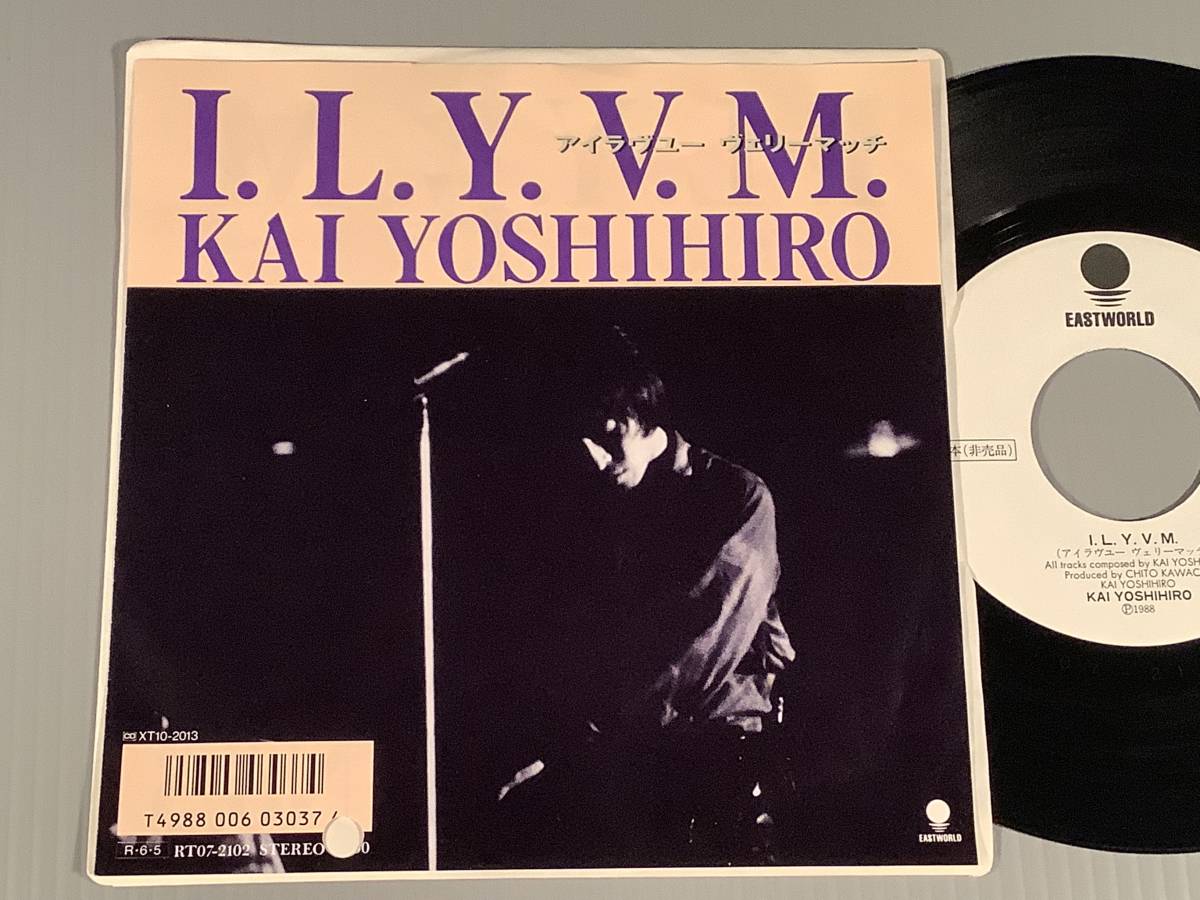 I. L. Y. V. M.
アイラヴユー ヴェリーマッチ
KAI YOSHIHIRO
XT10-2013
T4988 006 03037
R·6·5 RT07-2102 STEREO
EASTWORLD
EASTWORLD
本(非売品)
I. L. Y. V. M.
(アイラヴユー ヴェリーマッチ
All tracks composed by KAI YOSH
Produced by CHITO KAWAC
KAI YOSHIHIRO
KAI YOSHIHIRO
Ⓟ1988